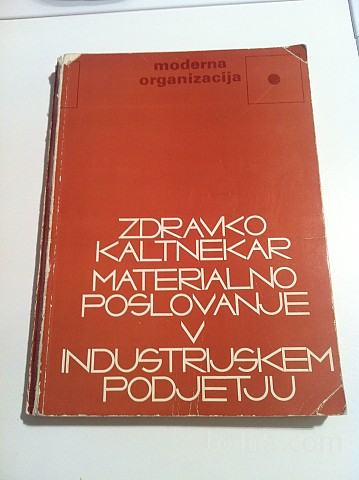 moderna
organizacija
ZDRAVKO
KALTNEKAR
MATERIALNO
POSLOVANJE
V
INDUSTRIJSKEM
PODJETJU